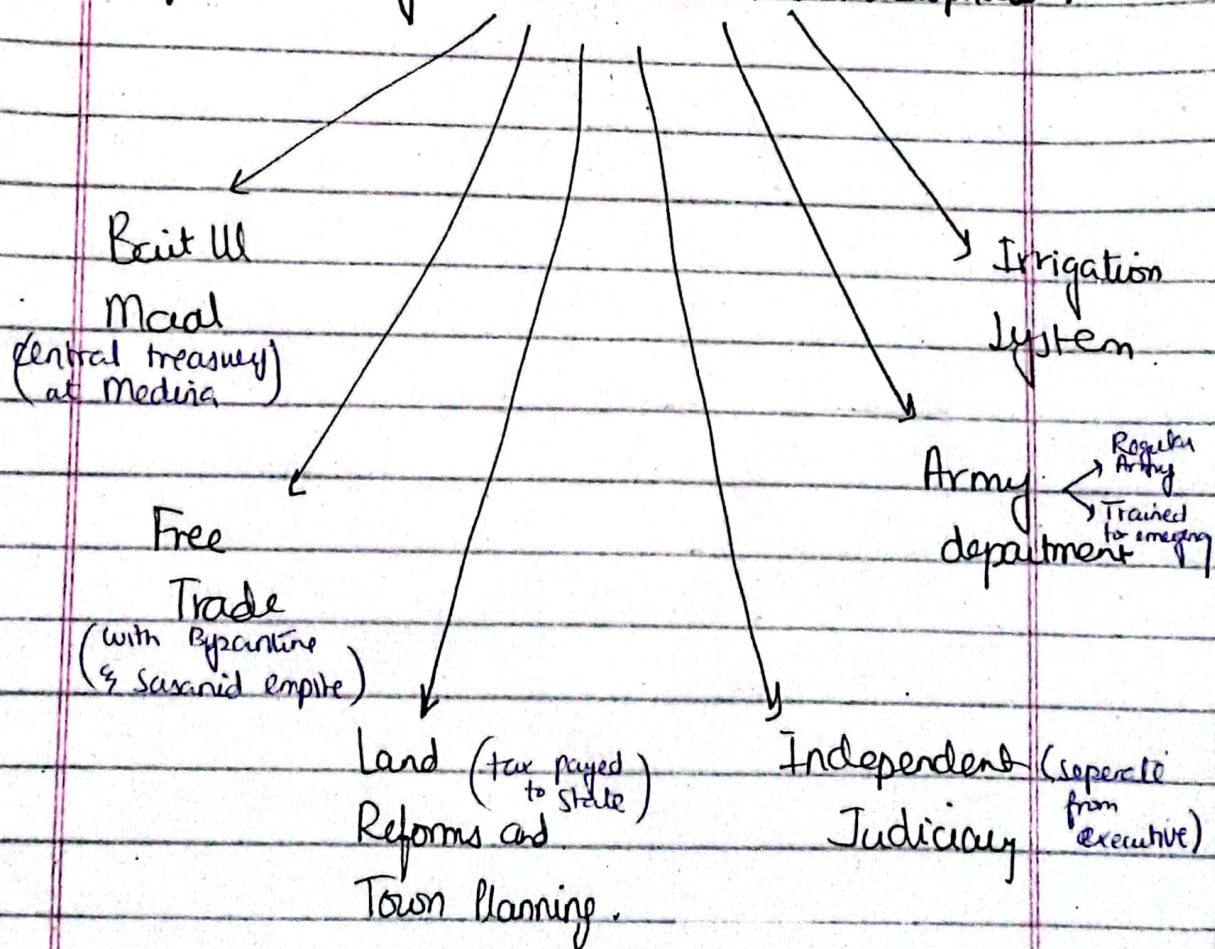 Bait Ul
Maal
(Central treasury)
(at Medina)
Free
Trade
(with Byzantine
& Sasanid empire)
Land (tax payed
to state)
Reforms and
Town Planning.
Independent (seperate
from
Judiciary executive)
Army
department
Regular
Army
Trained
Irrigation
System